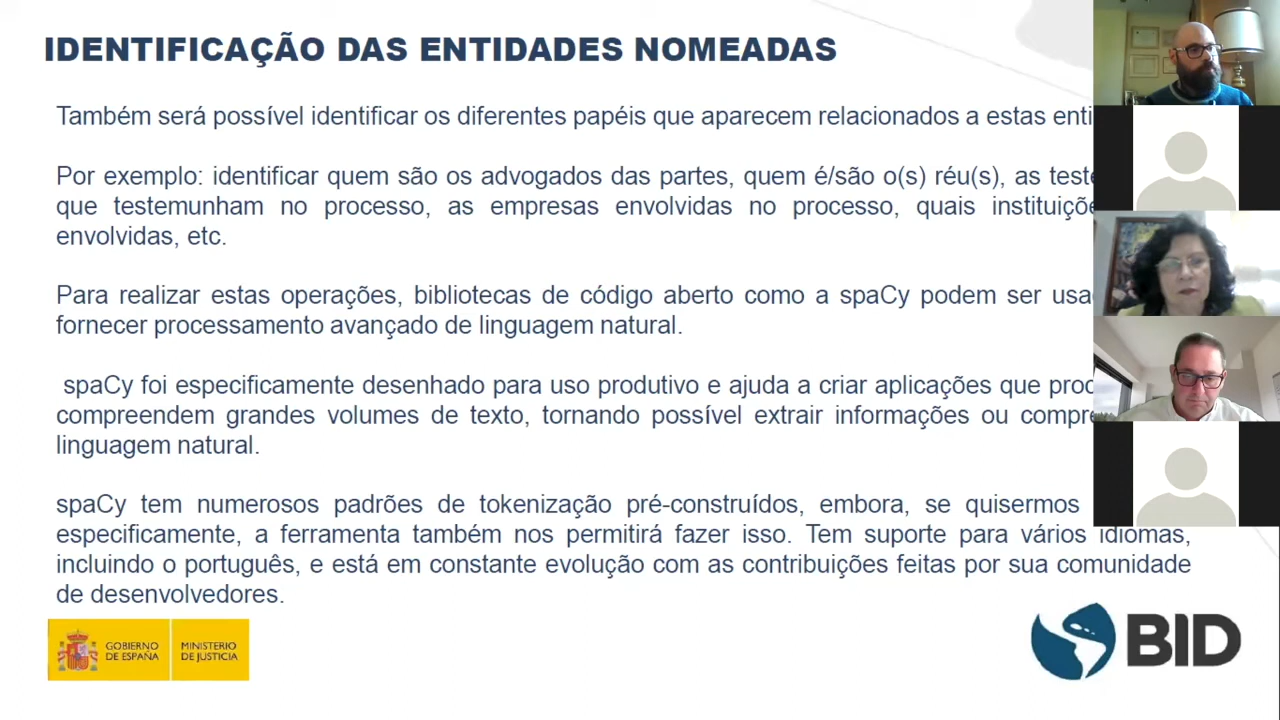 IDENTIFICAÇÃO DAS ENTIDADES NOMEADAS
Também será possível identificar os diferentes papéis que aparecem relacionados a estas
Por exemplo: identificar quem são os advogados das partes, quem é/são o(s) réu(s), as
que testemunham no processo, as empresas envolvidas no processo, quais
envolvidas, etc.
Para realizar estas operações, bibliotecas de código aberto como a spaCy podem ser
fornecer processamento avançado de linguagem natural.
spaCy foi especificamente desenhado para uso produtivo e ajuda a criar aplicações que
compreendem grandes volumes de texto, tornando possível extrair informações ou
linguagem natural.
spaCy tem numerosos padrões de tokenização pré-construídos, embora, se quisermos
especificamente, a ferramenta também nos permitirá fazer isso. Tem suporte para vários idiomas,
incluindo o português, e está em constante evolução com as contribuições feitas por sua comunidade
de desenvolvedores.
GOBIERNO
DE ESPAÑA
MINISTERIO
DE JUSTICIA
BID